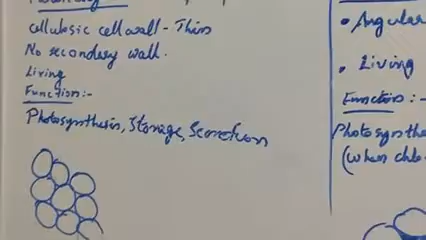 cellulosic cell wall - Thin
No secondary wall.
Living
Function:-
Photosynthesis, Storage, Secretion
• Angular
• Living
Function:-
Photosynthe
(when chlo